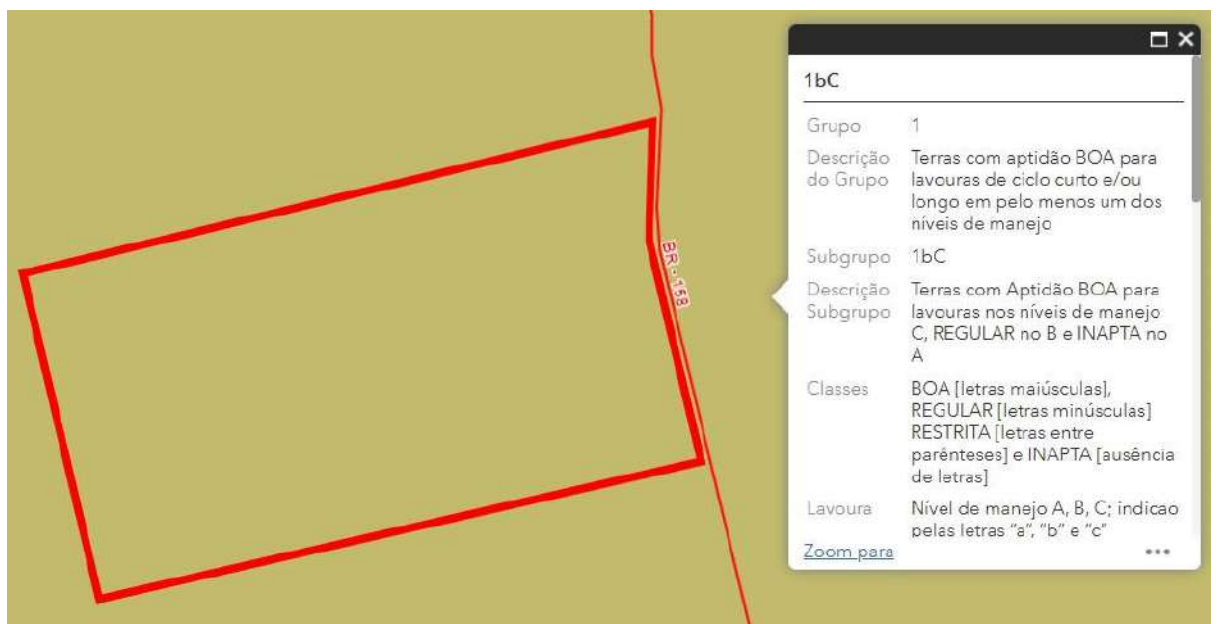 BR - 158
1bC
Grupo 1
Descrição Terras com aptidão BOA para
do Grupo lavouras de ciclo curto e/ou
longo em pelo menos um dos
níveis de manejo
Subgrupo 1bC
Descrição Terras com Aptidão BOA para
Subgrupo lavouras nos níveis de manejo
C, REGULAR no B e INAPTA no
A
Classes BOA [letras maiúsculas],
REGULAR [letras minúsculas]
RESTRITA [letras entre
parênteses] e INAPTA [ausência
de letras]
Lavoura Nível de manejo A, B, C; indicao
pelas letras "a", "b" e "c"
Zoom para